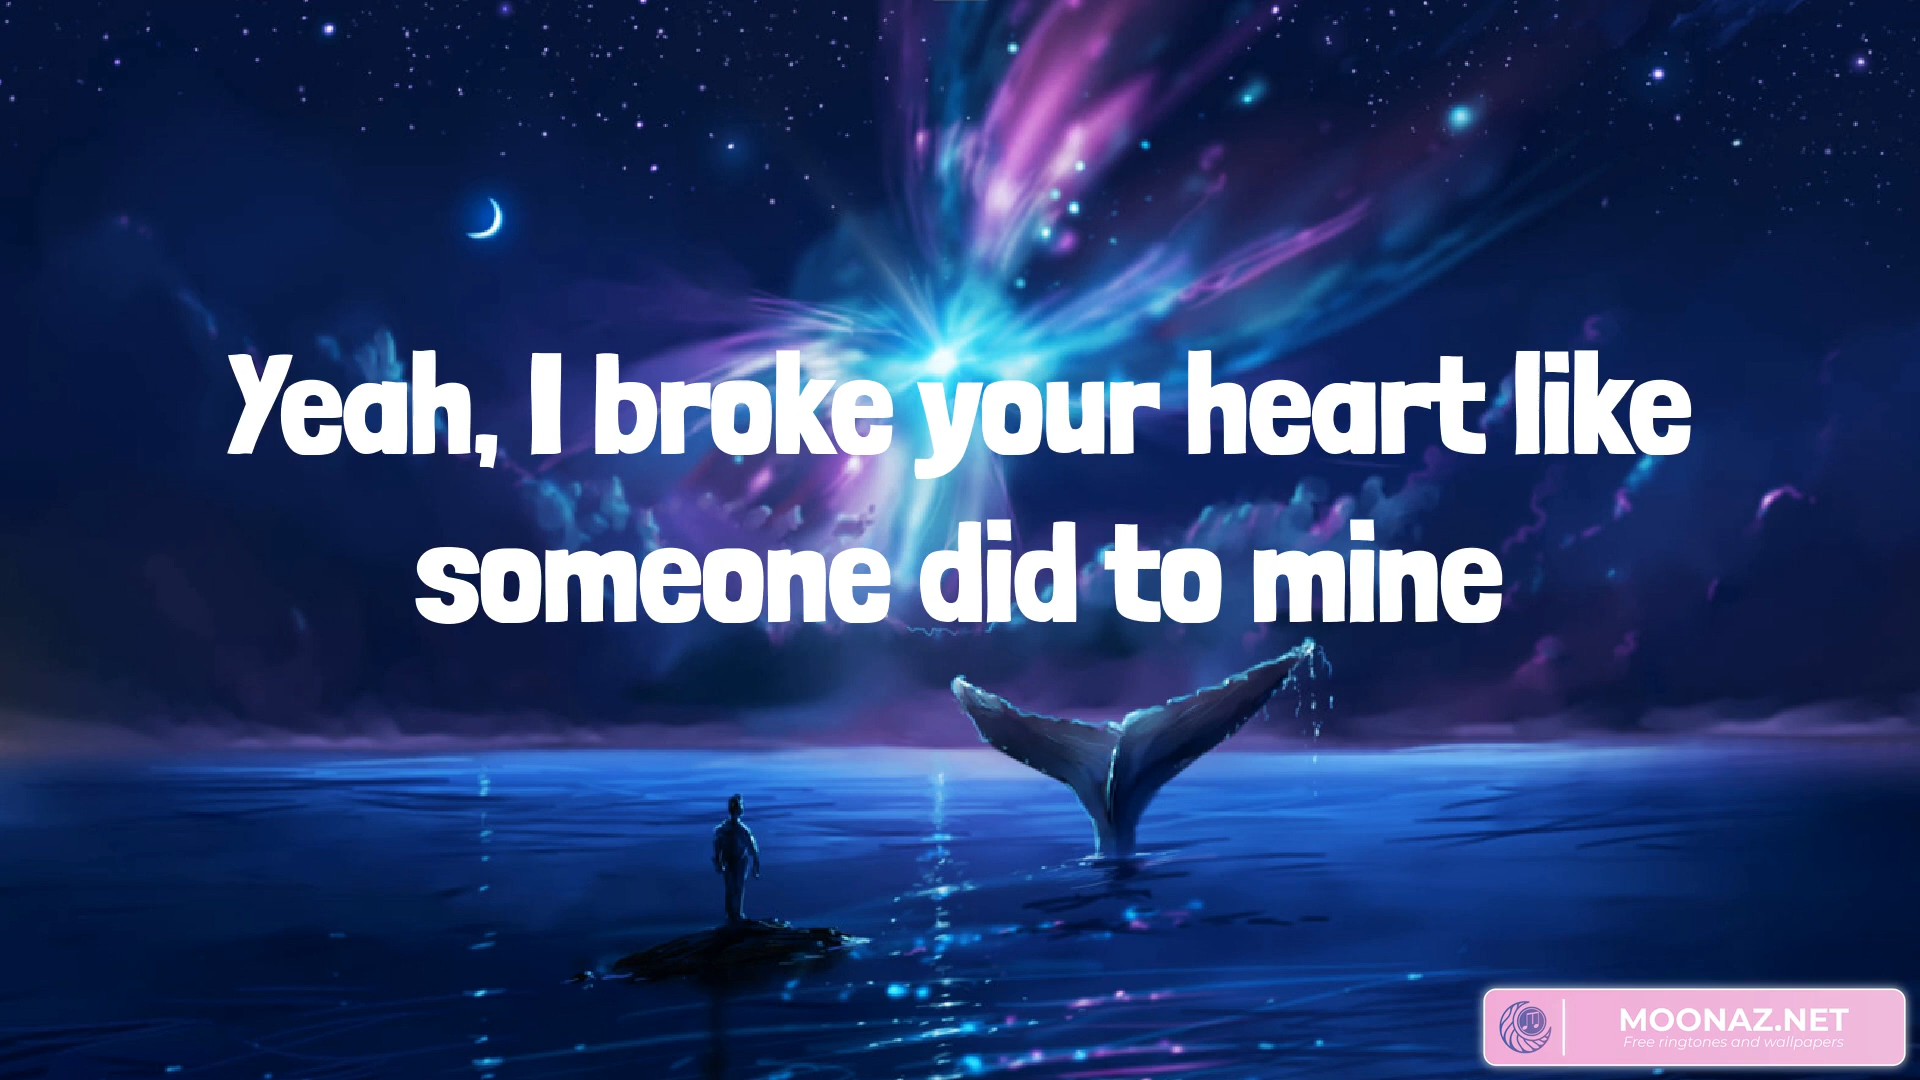 Yeah, I broke your heart like
someone did to mine
MOONAZ.NET
Free ringtones and wallpapers